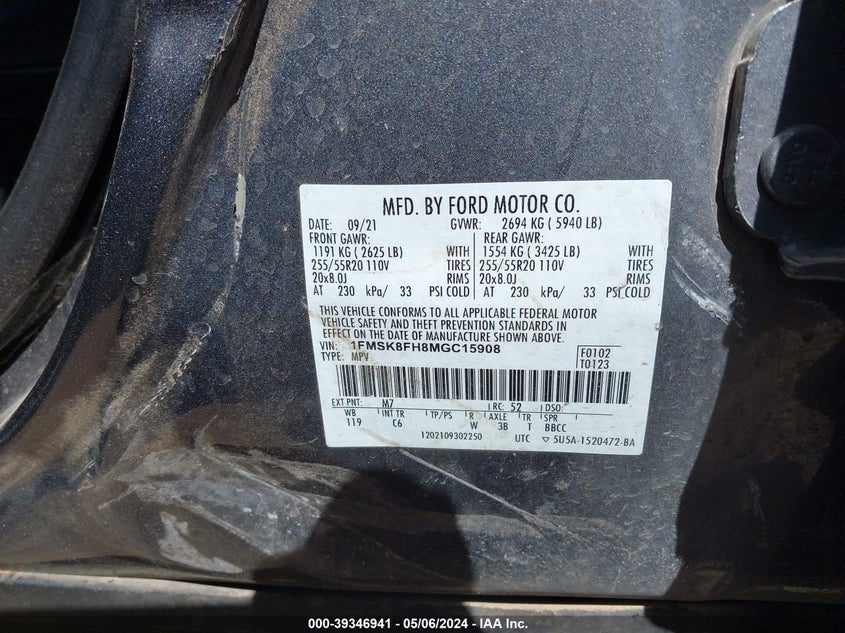 MFD. BY FORD MOTOR CO.
DATE: 09/21 GVWR: 2694 KG ( 5940 LB)
FRONT GAWR: REAR GAWR:
1191 KG ( 2625 LB) WITH 1554 KG ( 3425 LB) WITH
255/55R20 110V TIRES 255/55R20 110V TIRES
20x8.0J RIMS 20x8.0J RIMS
AT 230 kPa/ 33 PSI COLD AT 230 kPa/ 33 PSI COLD
THIS VEHICLE CONFORMS TO ALL APPLICABLE FEDERAL MOTOR
VEHICLE SAFETY AND THEFT PREVENTION STANDARDS IN
EFFECT ON THE DATE OF MANUFACTURE SHOWN ABOVE.
VIN: 1FMSK8FH8MGC15908 F0102
TYPE: MPV T0123
EXT PNT: M7 RC: 52 DSO:
WB INT TR TP/PS R AXLE TR SPR
119 C6 W 3B T BBCC
1202109302250 UTC ▽ 5U5A-1520472-BA
000-39346941 - 05/06/2024 - IAA Inc.